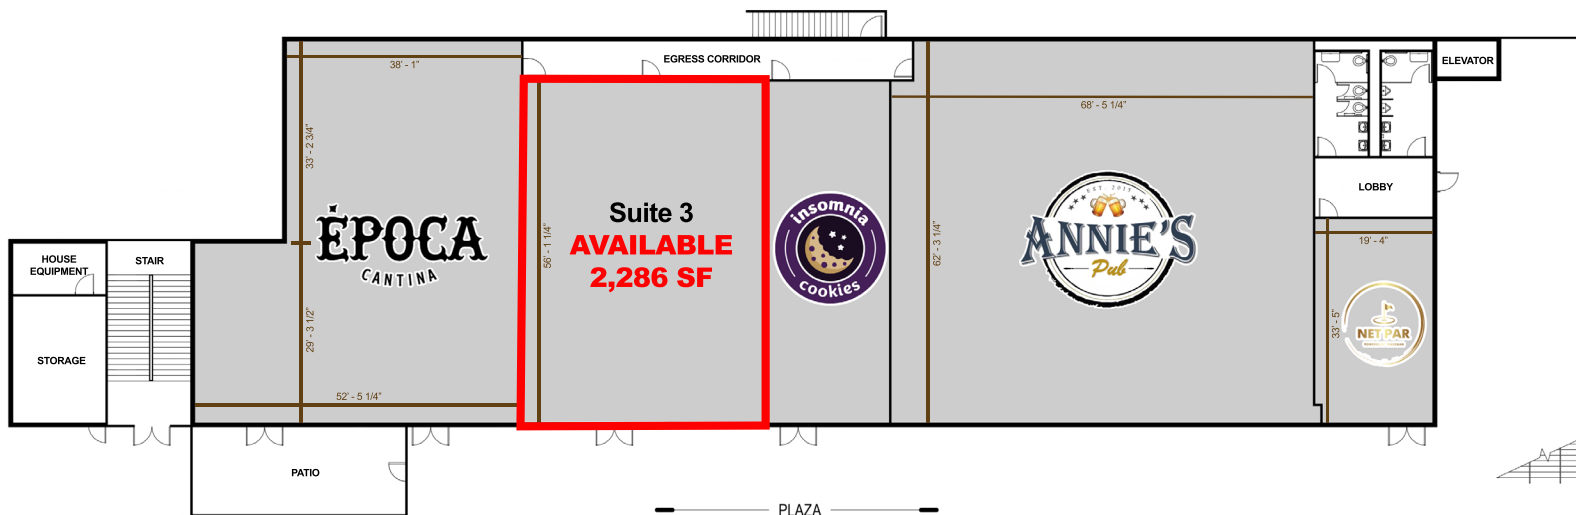 EGRESS CORRIDOR
ELEVATOR
38' - 1"
68' - 5 1/4"
33' - 2 3/4"
LOBBY
ÉPOCA
CANTINA
Suite 3
AVAILABLE
2,286 SF
56' - 1 1/4"
insomnia
cookies
62' - 3 1/4"
EST. 2015
ANNIE'S
Pub
19' - 4"
HOUSE
EQUIPMENT
STAIR
STORAGE
29' - 3 1/2"
33' - 5"
NET PAR
52' - 5 1/4"
PATIO
PLAZA